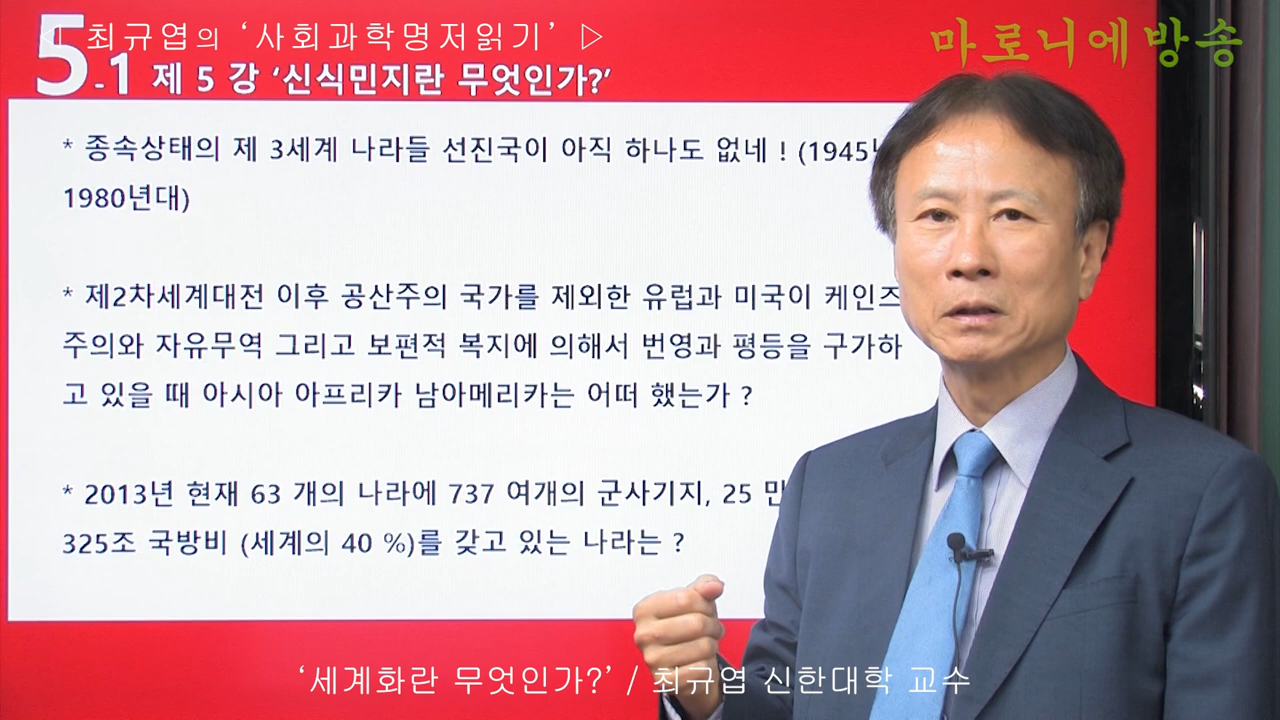 최규엽의 ‘사회과학명저읽기’ ▷
마로니에방송
5-1 제 5 강 ‘신식민지란 무엇인가?’
* 종속상태의 제 3세계 나라들 선진국이 아직 하나도 없네 ! (1945
1980년대)
* 제2차세계대전 이후 공산주의 국가를 제외한 유럽과 미국이 케인즈
주의와 자유무역 그리고 보편적 복지에 의해서 번영과 평등을 구가하
고 있을 때 아시아 아프리카 남아메리카는 어떠 했는가 ?
* 2013년 현재 63 개의 나라에 737 여개의 군사기지, 25 만
325조 국방비 (세계의 40 %)를 갖고 있는 나라는 ?
‘세계화란 무엇인가?’ / 최규엽 신한대학 교수